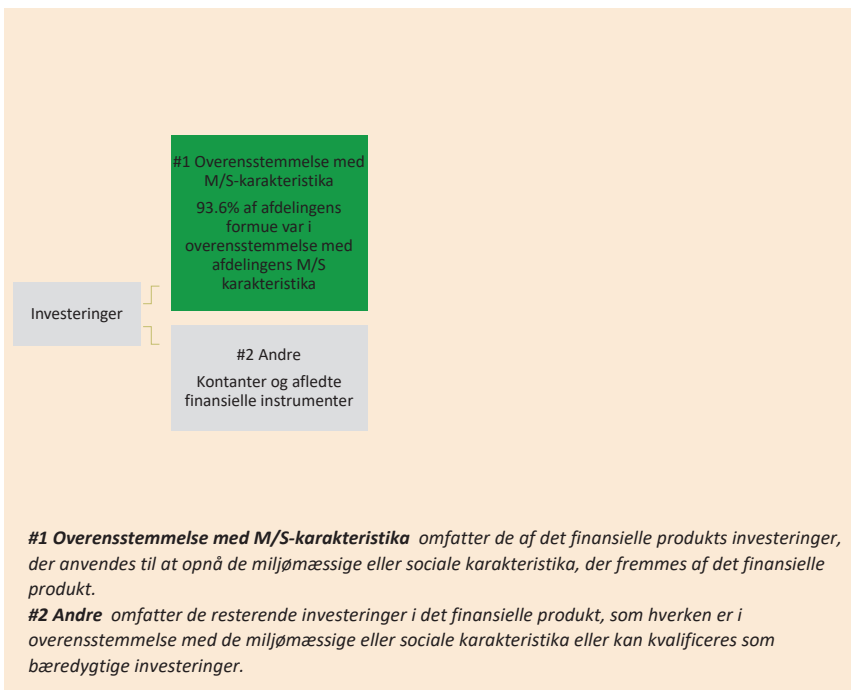 #1 Overensstemmelse med
M/S-karakteristika
93.6% af afdelingens
formue var i
overensstemmelse med
afdelingens M/S
karakteristika
Investeringer
#2 Andre
Kontanter og afledte
finansielle instrumenter
#1 Overensstemmelse med M/S-karakteristika omfatter de af det finansielle produkts investeringer,
der anvendes til at opnå de miljømæssige eller sociale karakteristika, der fremmes af det finansielle
produkt.
#2 Andre omfatter de resterende investeringer i det finansielle produkt, som hverken er i
overensstemmelse med de miljømæssige eller sociale karakteristika eller kan kvalificeres som
bæredygtige investeringer.